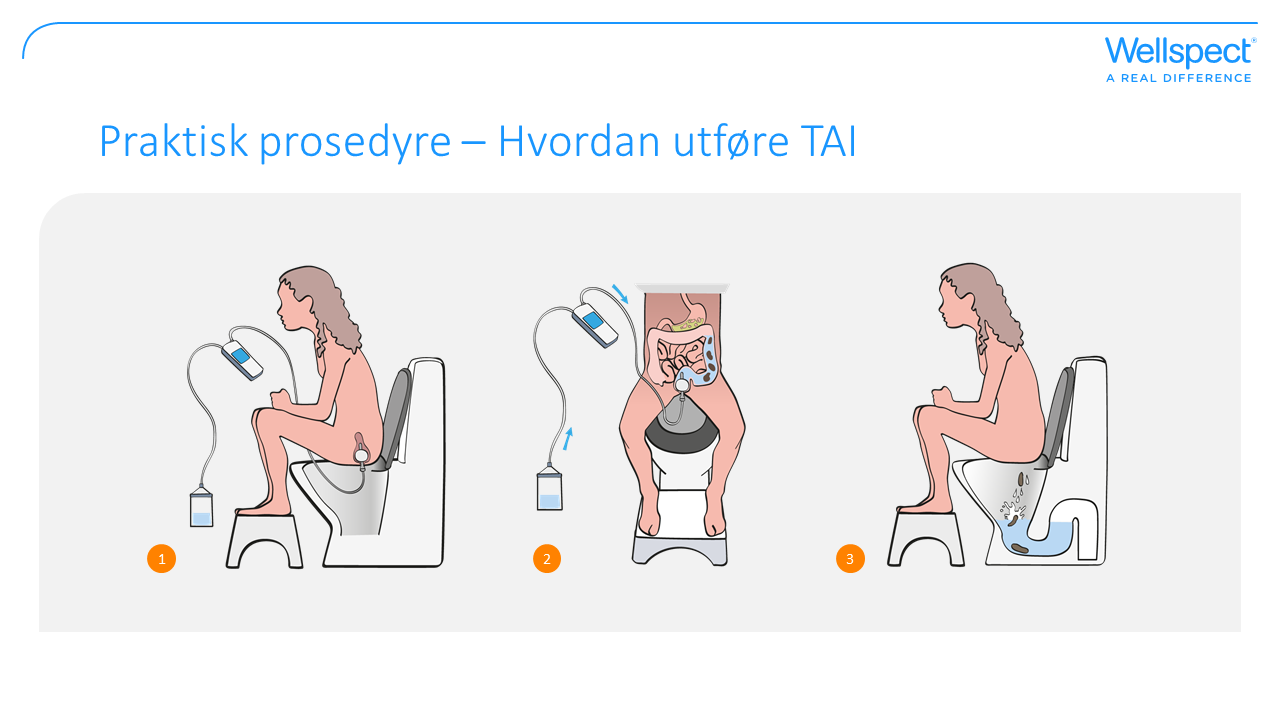 Wellspect®
A REAL DIFFERENCE
Praktisk prosedyre – Hvordan utføre TAI
1
2
3